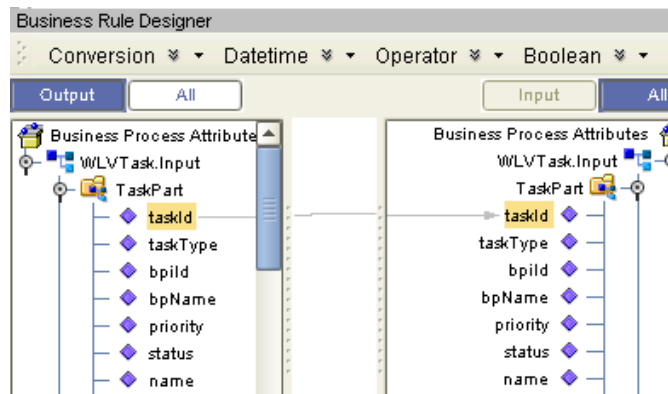 Business Rule Designer
Conversion Datetime Operator Boolean
Output All Input All
Business Process Attribute Business Process Attributes
WLVTask.Input WLVTask.Input
TaskPart TaskPart
taskId taskId
taskType taskType
bpiId bpiId
bpName bpName
priority priority
status status
name name